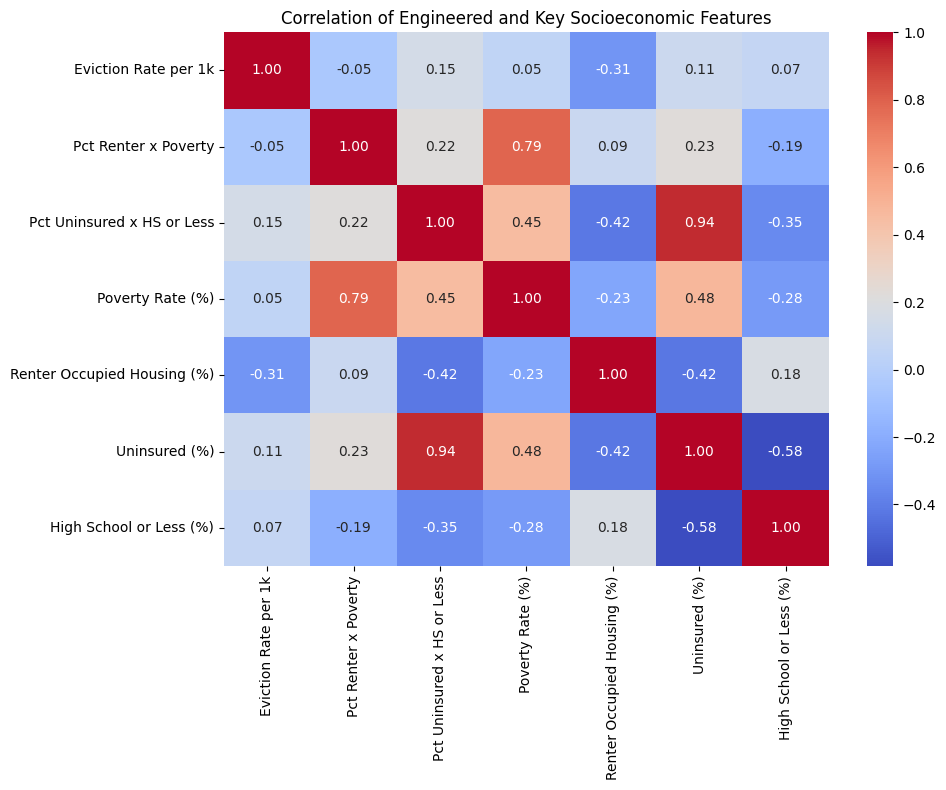 Correlation of Engineered and Key Socioeconomic Features
Eviction Rate per 1k 1.00 -0.05 0.15 0.05 -0.31 0.11 0.07
Pct Renter x Poverty -0.05 1.00 0.22 0.79 0.09 0.23 -0.19
Pct Uninsured x HS or Less 0.15 0.22 1.00 0.45 -0.42 0.94 -0.35
Poverty Rate (%) 0.05 0.79 0.45 1.00 -0.23 0.48 -0.28
Renter Occupied Housing (%) -0.31 0.09 -0.42 -0.23 1.00 -0.42 0.18
Uninsured (%) 0.11 0.23 0.94 0.48 -0.42 1.00 -0.58
High School or Less (%) 0.07 -0.19 -0.35 -0.28 0.18 -0.58 1.00
Eviction Rate per 1k
Pct Renter x Poverty
Pct Uninsured x HS or Less
Poverty Rate (%)
Renter Occupied Housing (%)
Uninsured (%)
High School or Less (%)
1.0
0.8
0.6
0.4
0.2
0.0
−0.2
−0.4